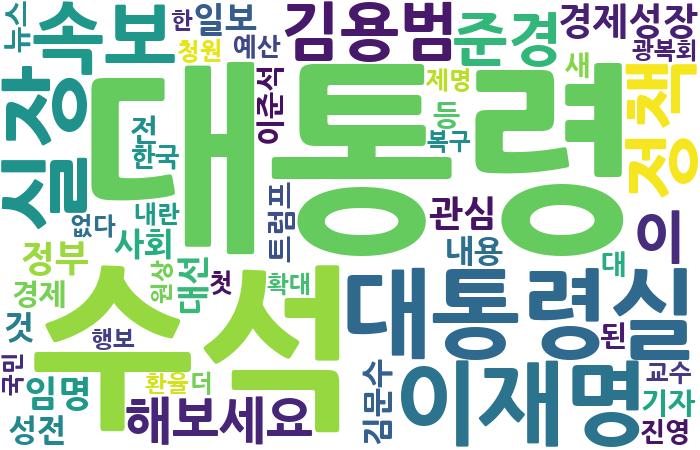 뉴스
속보
한
일보
김용범
준경
경제성장
청원
예산
광복회
실장
대통령
이준석
제명
새
정책
등
전
한국
복구
없다
내란
트럼프
관심
이
사회
정부
내용
원상
대선
첫
확대
대
경제
수석
대통령실
것
행보
된
국민
임명
환율
더
김문수
이재명
교수
성전
해보세요
기자
진영